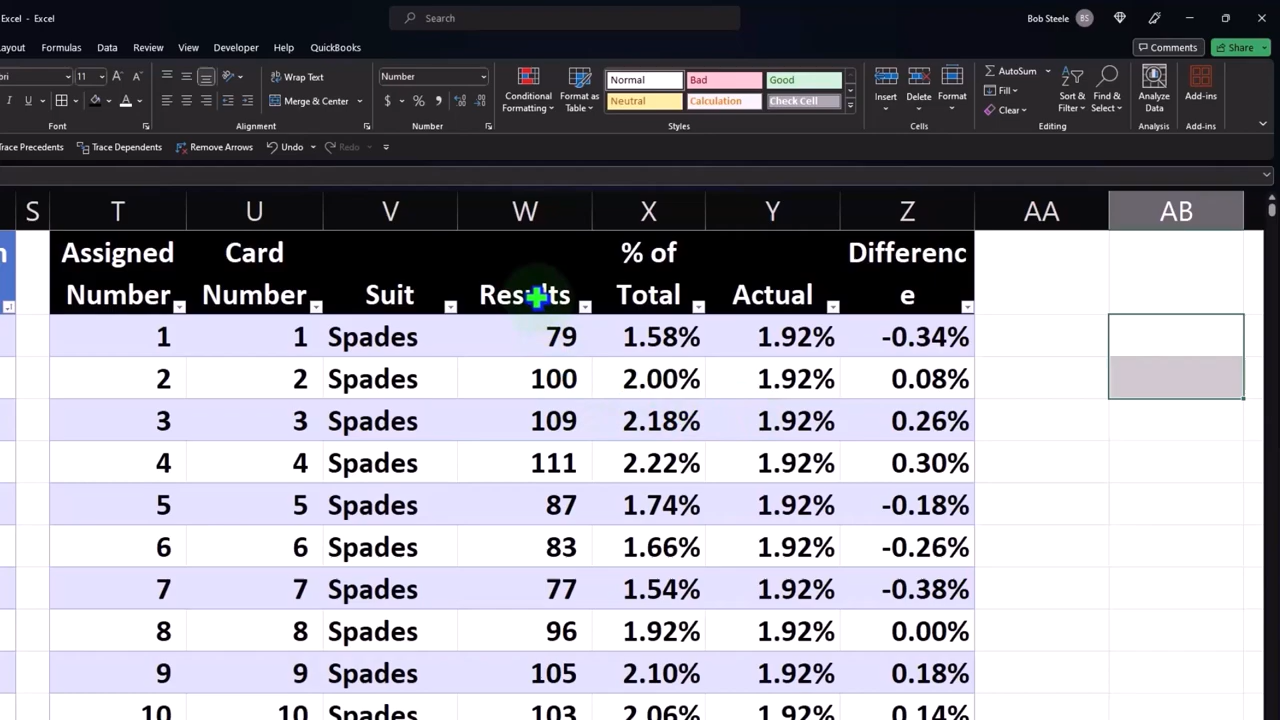 Excel - Excel
Search
Bob Steele
BS
Layout Formulas Data Review View Developer Help QuickBooks
Comments
Share
11
Wrap Text
Number
Normal Bad Good
AutoSum
Fill
Clear
Merge & Center
Conditional Formatting
Format as Table
Neutral Calculation Check Cell
Insert Delete Format
Sort & Filter
Find & Select
Analyze Data
Add-ins
Font Alignment Number Styles Cells Editing Analysis Add-ins
Trace Precedents Trace Dependents Remove Arrows Undo Redo
S T U V W X Y Z AA AB
Assigned Number Card Number Suit Results % of Total Actual Difference
1 1 Spades 79 1.58% 1.92% -0.34%
2 2 Spades 100 2.00% 1.92% 0.08%
3 3 Spades 109 2.18% 1.92% 0.26%
4 4 Spades 111 2.22% 1.92% 0.30%
5 5 Spades 87 1.74% 1.92% -0.18%
6 6 Spades 83 1.66% 1.92% -0.26%
7 7 Spades 77 1.54% 1.92% -0.38%
8 8 Spades 96 1.92% 1.92% 0.00%
9 9 Spades 105 2.10% 1.92% 0.18%
10 10 Spades 103 2.06% 1.92% 0.14%